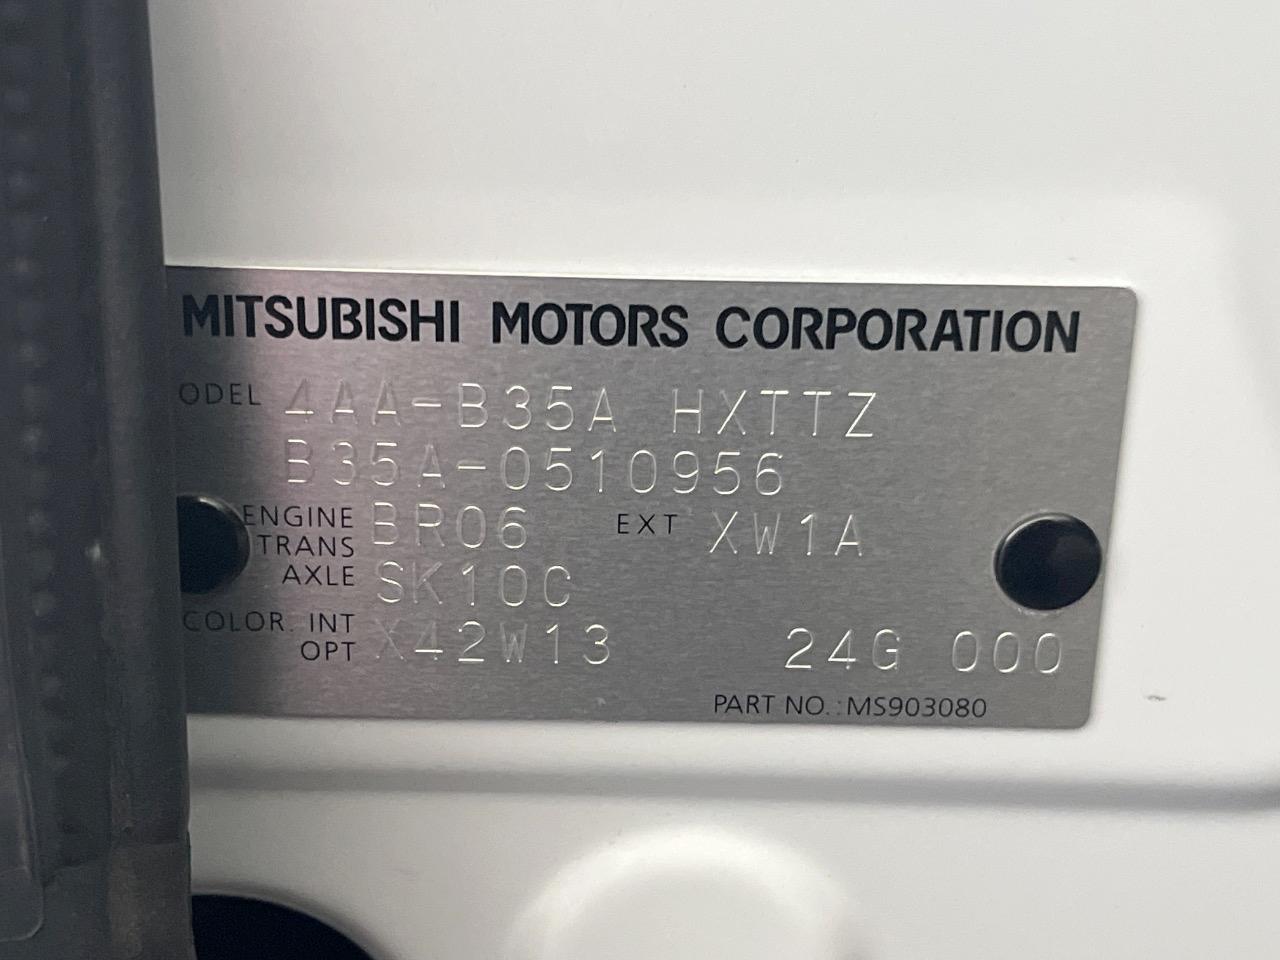 MITSUBISHI MOTORS CORPORATION
ODEL 4AA-B35A HXTTZ
B35A-0510956
ENGINE BR06 EXT XW1A
TRANS
AXLE SK10C
COLOR. INT
OPT X42W13 24G 000
PART NO.:MS903080